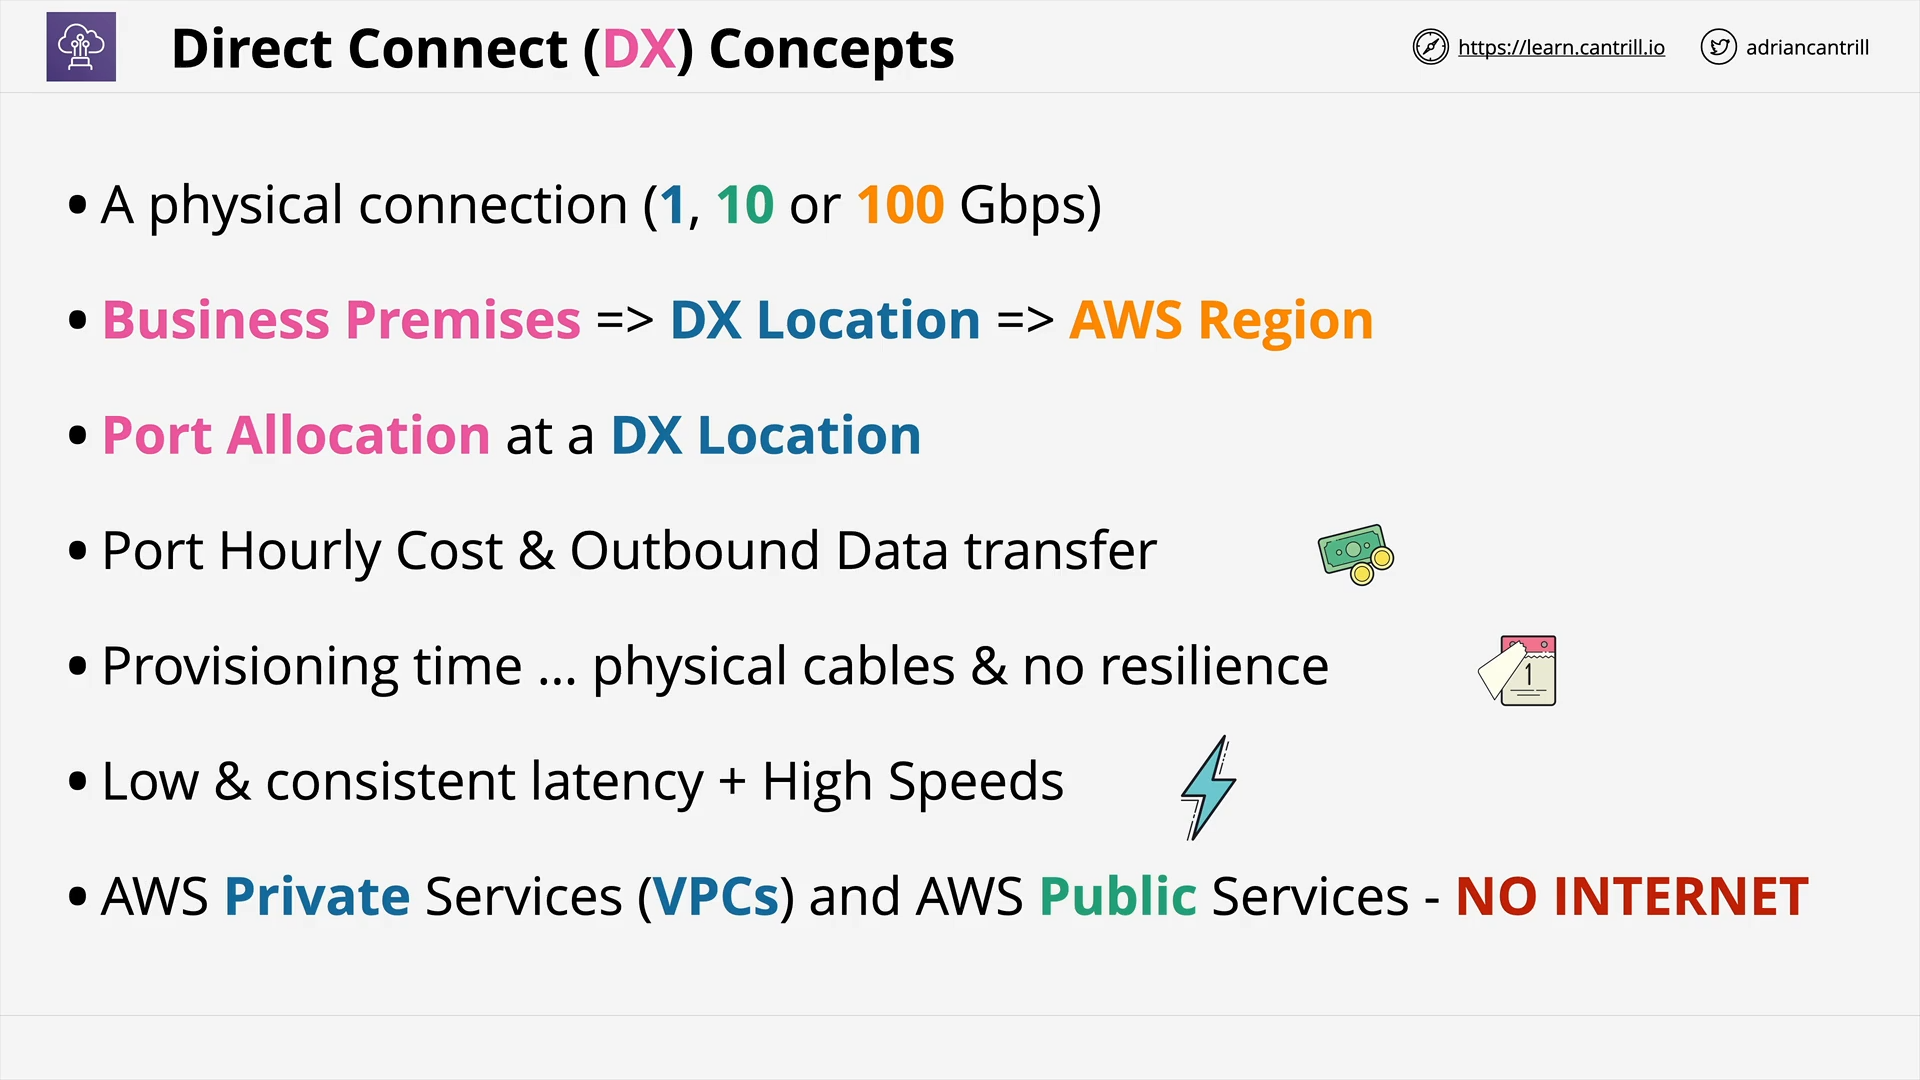 Direct Connect (DX) Concepts
https://learn.cantrill.io
adriancantrill
• A physical connection (1, 10 or 100 Gbps)
• Business Premises => DX Location => AWS Region
• Port Allocation at a DX Location
• Port Hourly Cost & Outbound Data transfer
• Provisioning time ... physical cables & no resilience
1
• Low & consistent latency + High Speeds
• AWS Private Services (VPCs) and AWS Public Services - NO INTERNET